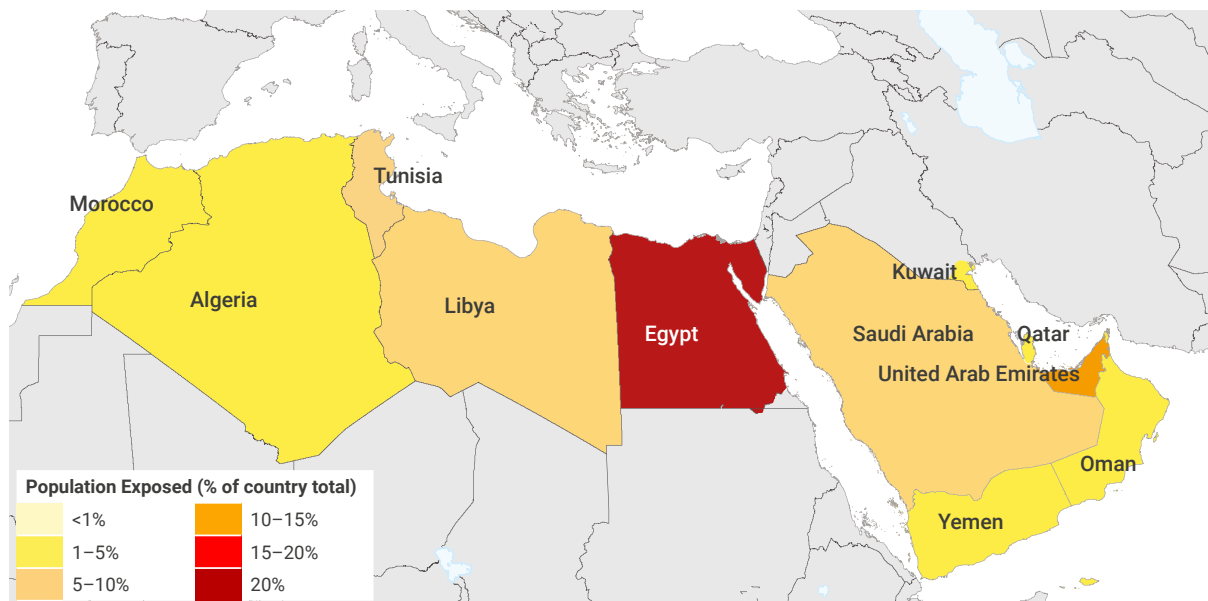 Tunisia
Morocco
Kuwait
Algeria
Libya
Egypt
Saudi Arabia
Qatar
United Arab Emirates
Oman
Yemen
Population Exposed (% of country total)
<1%
10–15%
1–5%
15–20%
5–10%
20%